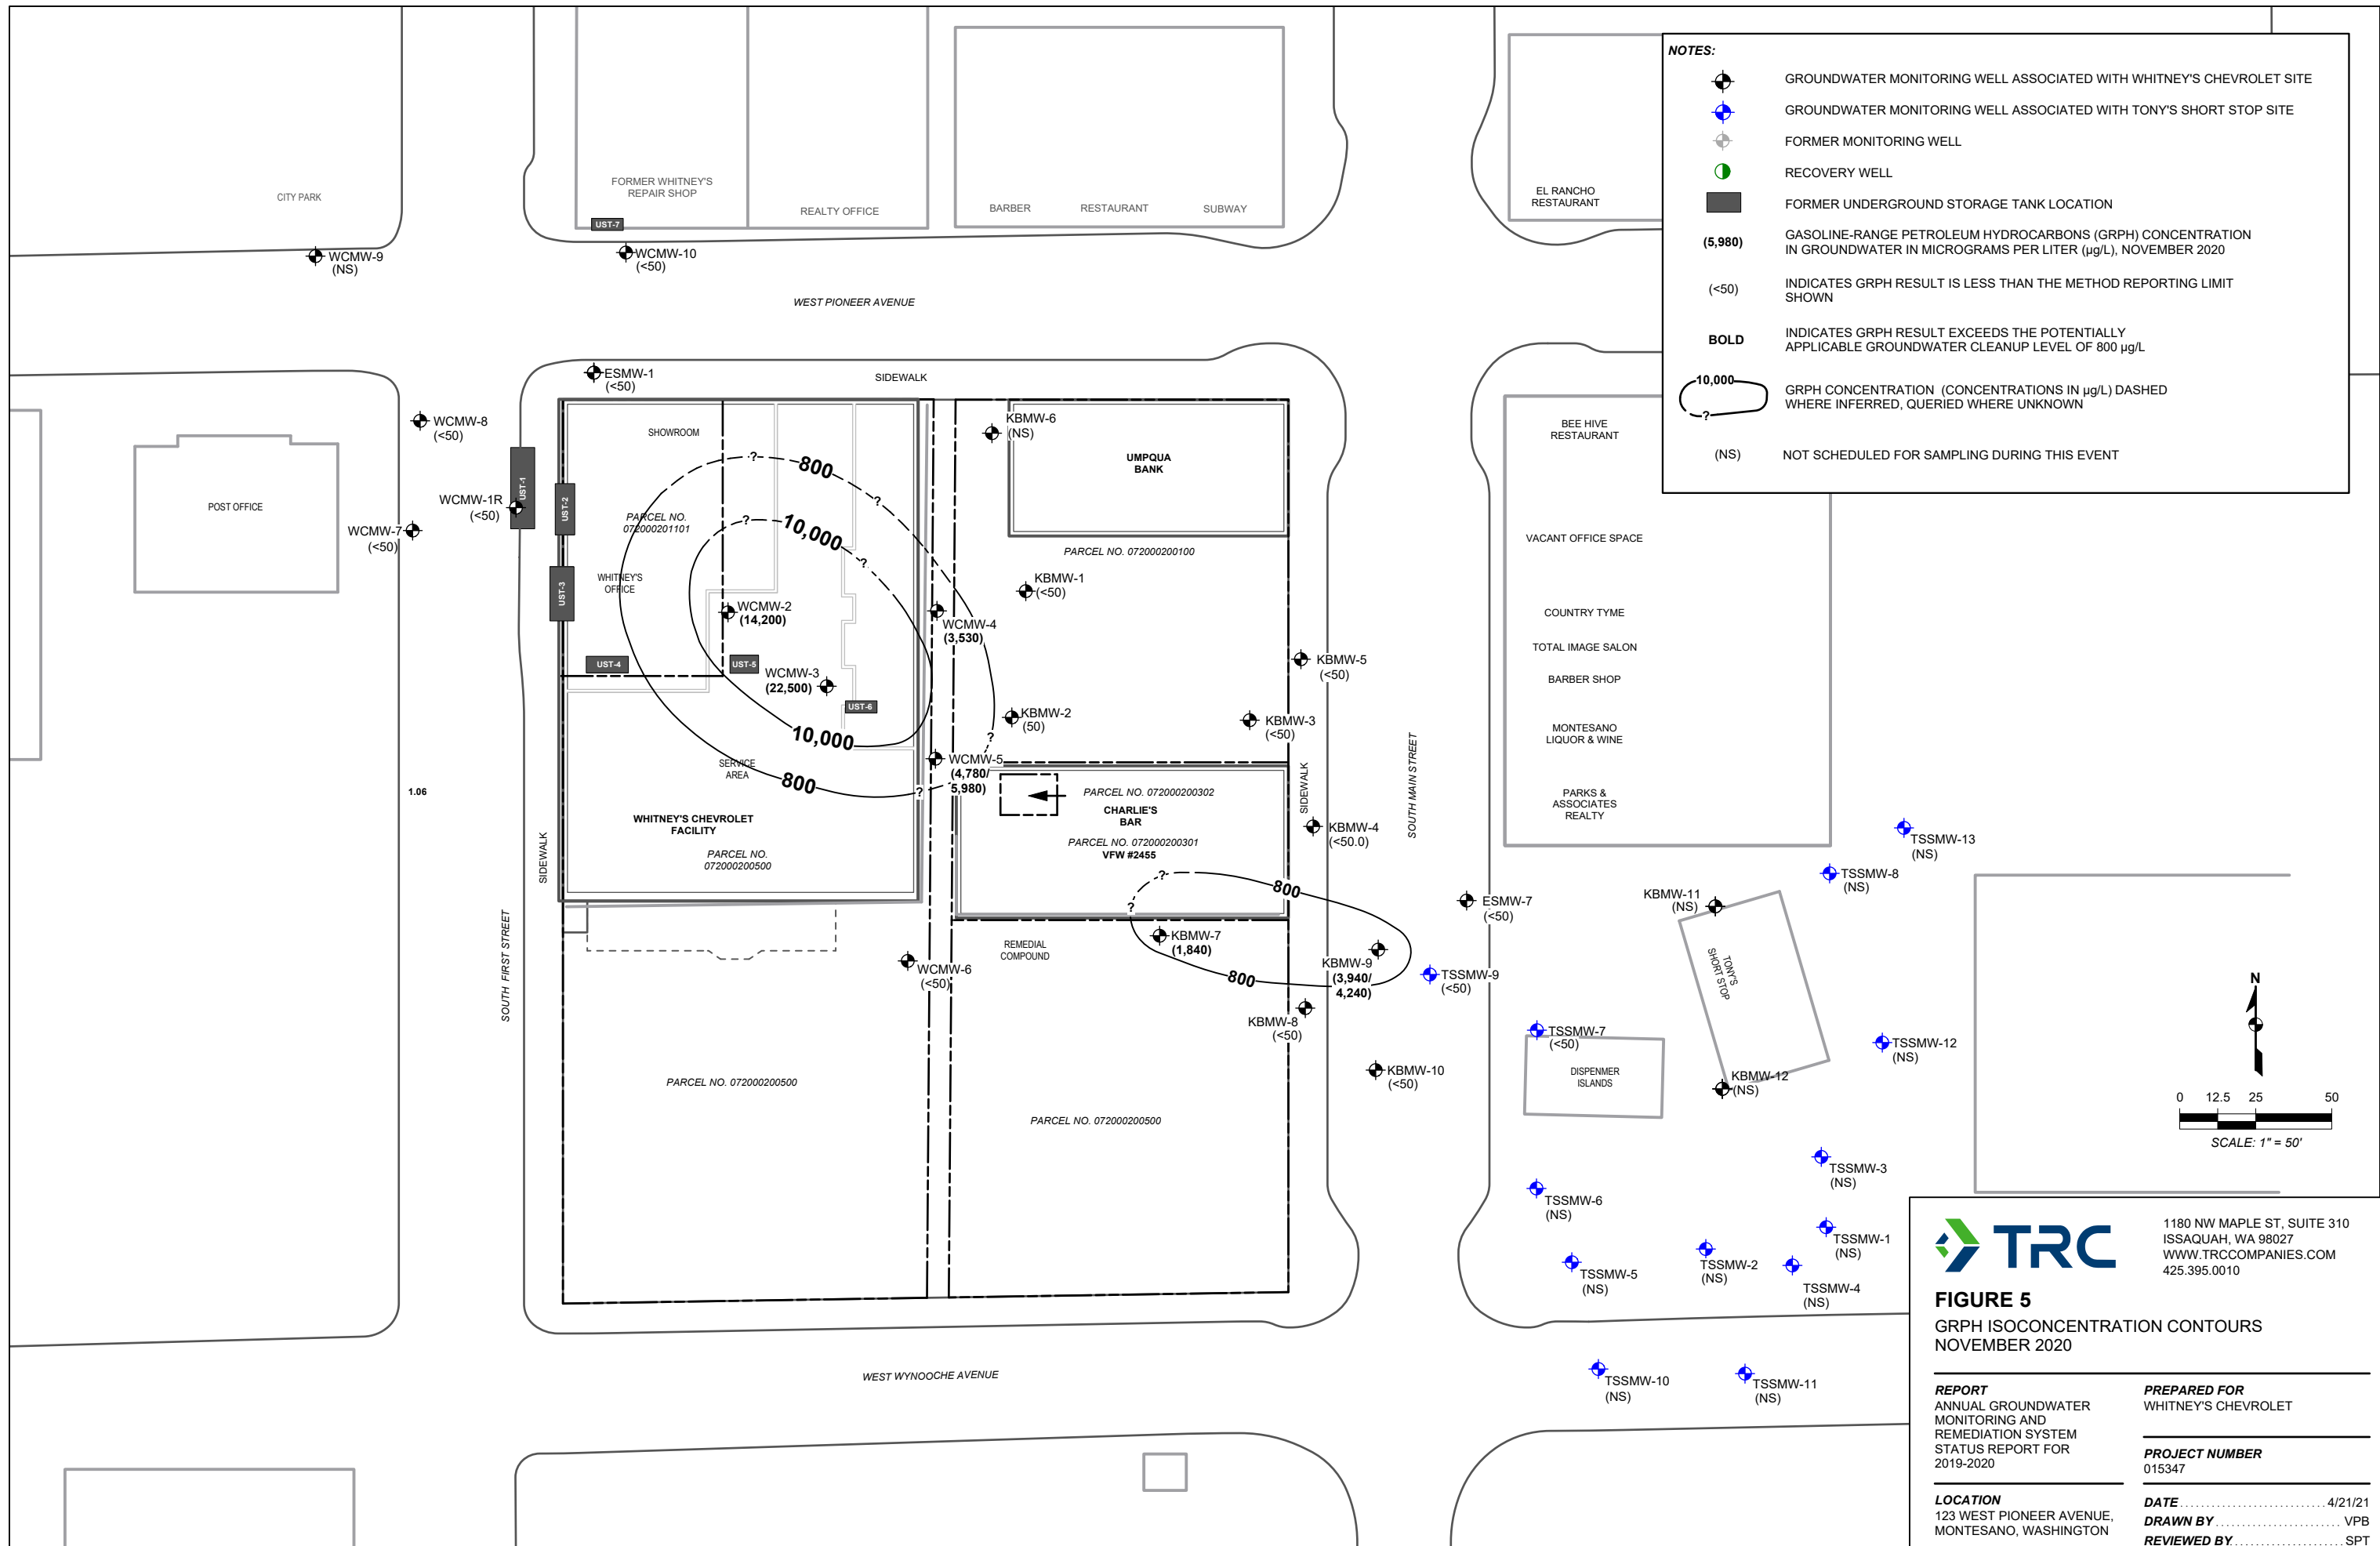 NOTES:
GROUNDWATER MONITORING WELL ASSOCIATED WITH WHITNEY'S CHEVROLET SITE
GROUNDWATER MONITORING WELL ASSOCIATED WITH TONY'S SHORT STOP SITE
FORMER MONITORING WELL
RECOVERY WELL
FORMER UNDERGROUND STORAGE TANK LOCATION
(5,980)
GASOLINE-RANGE PETROLEUM HYDROCARBONS (GRPH) CONCENTRATION
IN GROUNDWATER IN MICROGRAMS PER LITER (µg/L), NOVEMBER 2020
(<50)
INDICATES GRPH RESULT IS LESS THAN THE METHOD REPORTING LIMIT
SHOWN
BOLD
INDICATES GRPH RESULT EXCEEDS THE POTENTIALLY
APPLICABLE GROUNDWATER CLEANUP LEVEL OF 800 µg/L
10,000
?
GRPH CONCENTRATION (CONCENTRATIONS IN µg/L) DASHED
WHERE INFERRED, QUERIED WHERE UNKNOWN
(NS)
NOT SCHEDULED FOR SAMPLING DURING THIS EVENT
CITY PARK
FORMER WHITNEY'S
REPAIR SHOP
UST-7
REALTY OFFICE
BARBER
RESTAURANT
SUBWAY
EL RANCHO
RESTAURANT
WCMW-9
(NS)
WCMW-10
(<50)
WEST PIONEER AVENUE
ESMW-1
(<50)
SIDEWALK
WCMW-8
(<50)
POST OFFICE
WCMW-1R
(<50)
WCMW-7
(<50)
UST-1
UST-2
UST-3
SHOWROOM
PARCEL NO.
072000201101
WHITNEY'S
OFFICE
?
800
?
?
10,000
?
WCMW-2
(14,200)
UST-4
UST-5
WCMW-3
(22,500)
UST-6
10,000
SERVICE
AREA
800
?
?
WCMW-4
(3,530)
WCMW-5
(4,780/
5,980)
WHITNEY'S CHEVROLET
FACILITY
PARCEL NO.
072000200500
KBMW-6
(NS)
UMPQUA
BANK
PARCEL NO. 072000200100
KBMW-1
(<50)
KBMW-2
(50)
KBMW-5
(<50)
KBMW-3
(<50)
PARCEL NO. 072000200302
CHARLIE'S
BAR
PARCEL NO. 072000200301
VFW #2455
KBMW-4
(<50.0)
SIDEWALK
SOUTH MAIN STREET
BEE HIVE
RESTAURANT
VACANT OFFICE SPACE
COUNTRY TYME
TOTAL IMAGE SALON
BARBER SHOP
MONTESANO
LIQUOR & WINE
PARKS &
ASSOCIATES
REALTY
1.06
SIDEWALK
SOUTH FIRST STREET
WCMW-6
(<50)
REMEDIAL
COMPOUND
?
?
800
KBMW-7
(1,840)
800
KBMW-9
(3,940/
4,240)
KBMW-8
(<50)
KBMW-10
(<50)
ESMW-7
(<50)
TSSMW-9
(<50)
TSSMW-7
(<50)
DISPENMER
ISLANDS
KBMW-11
(NS)
TONY'S
SHORT STOP
KBMW-12
(NS)
TSSMW-13
(NS)
TSSMW-8
(NS)
TSSMW-12
(NS)
TSSMW-3
(NS)
TSSMW-6
(NS)
TSSMW-1
(NS)
TSSMW-2
(NS)
TSSMW-5
(NS)
TSSMW-4
(NS)
TSSMW-10
(NS)
TSSMW-11
(NS)
PARCEL NO. 072000200500
PARCEL NO. 072000200500
WEST WYNOOCHE AVENUE
N
0 12.5 25 50
SCALE: 1" = 50'
TRC
1180 NW MAPLE ST, SUITE 310
ISSAQUAH, WA 98027
WWW.TRCCOMPANIES.COM
425.395.0010
FIGURE 5
GRPH ISOCONCENTRATION CONTOURS
NOVEMBER 2020
REPORT
ANNUAL GROUNDWATER
MONITORING AND
REMEDIATION SYSTEM
STATUS REPORT FOR
2019-2020
PREPARED FOR
WHITNEY'S CHEVROLET
PROJECT NUMBER
015347
LOCATION
123 WEST PIONEER AVENUE,
MONTESANO, WASHINGTON
DATE 4/21/21
DRAWN BY VPB
REVIEWED BY SPT